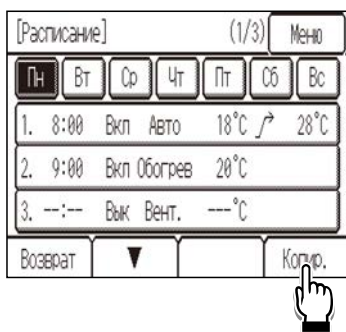 [Расписание] (1/3) Меню
Пн Вт Ср Чт Пт Сб Вс
1. 8:00 Вкл Авто 18°C 28°C
2. 9:00 Вкл Обогрев 20°C
3. --:-- Вык Вент. ---°C
Возврат ▼ Копир.